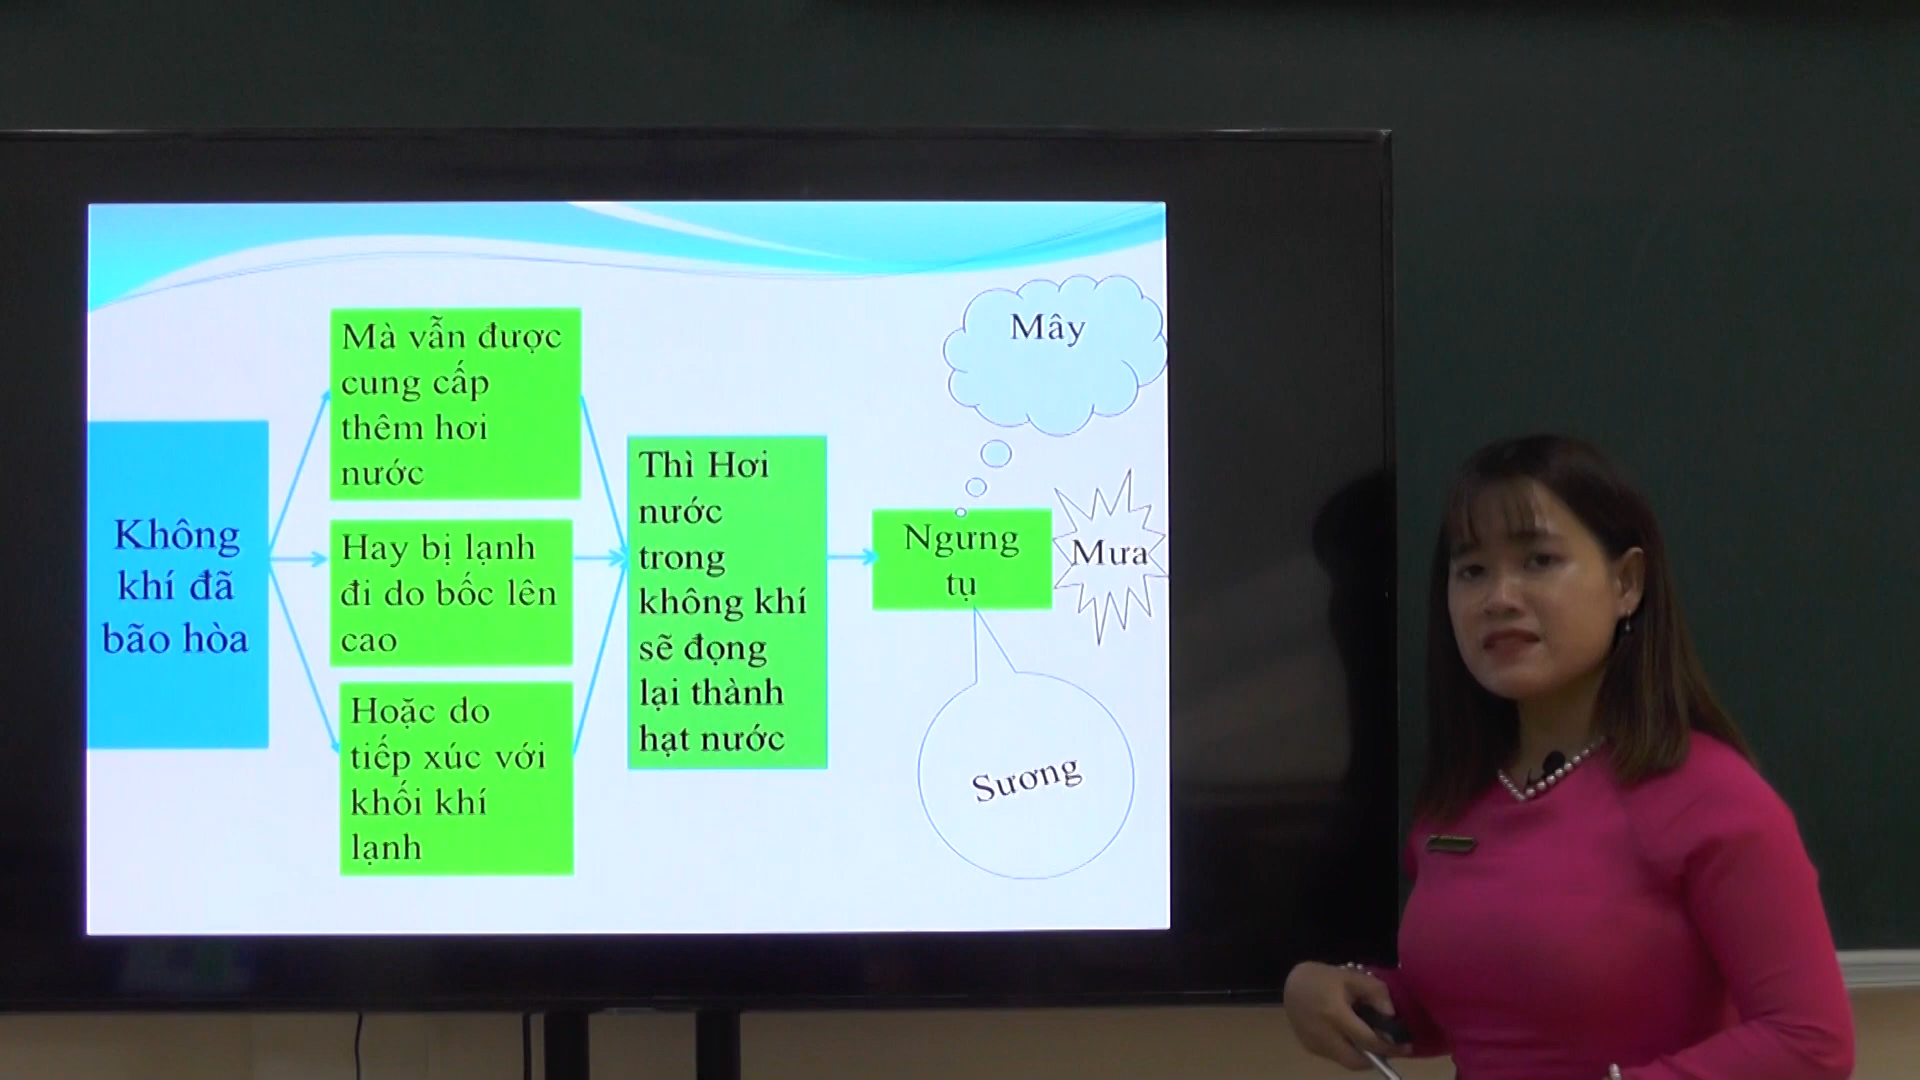 Không
khí đã
bão hòa
Mà vẫn được
cung cấp
thêm hơi
nước
Hay bị lạnh
đi do bốc lên
cao
Hoặc do
tiếp xúc với
khối khí
lạnh
Thì Hơi
nước
trong
không khí
sẽ đọng
lại thành
hạt nước
Ngưng
tụ
Mây
Mưa
Sương